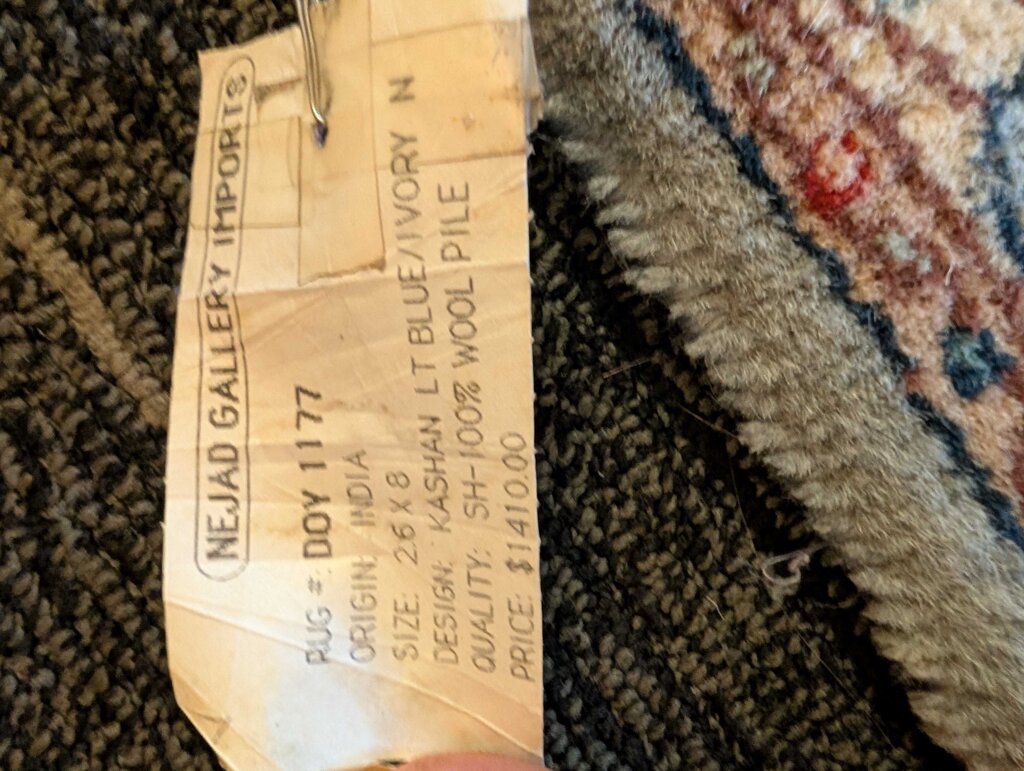 NEJAD GALLERY IMPORTS
RUG #: DOY 1177
ORIGIN: INDIA
SIZE: 2.6 X 8
DESIGN: KASHAN LT BLUE/IVORY N
QUALITY: SH-100% WOOL PILE
PRICE: $1410.00